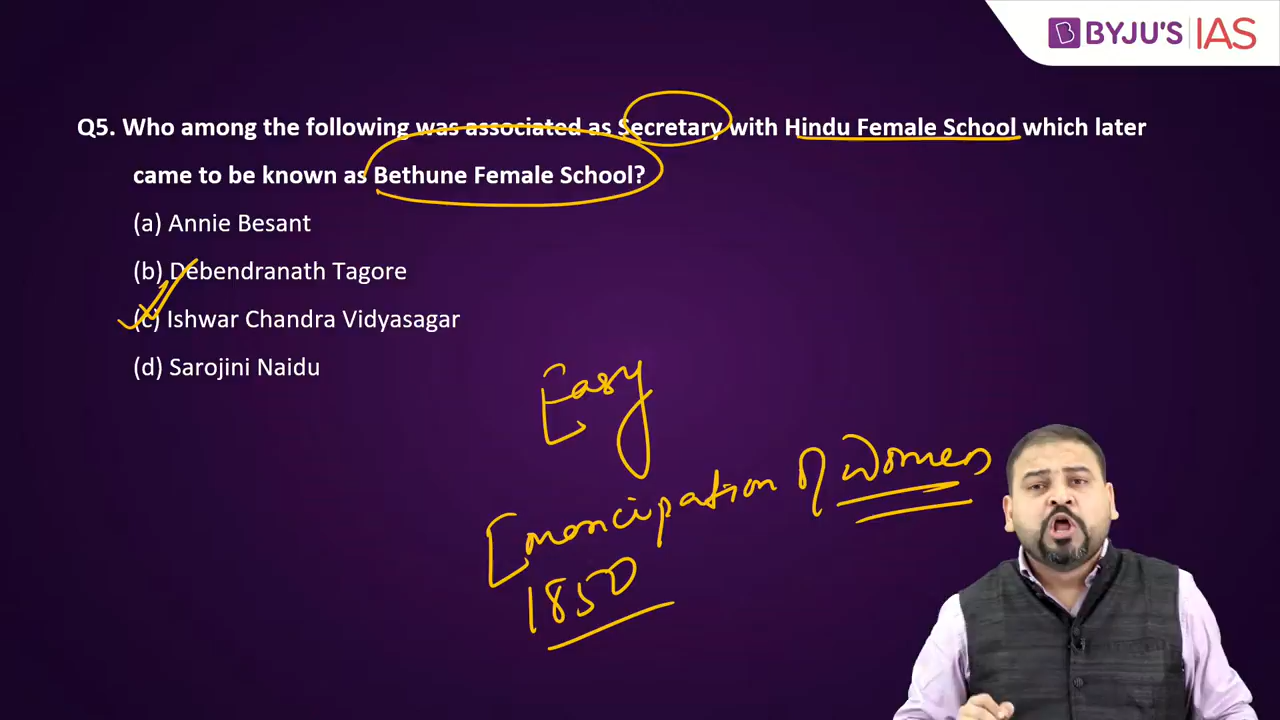 BYJU'S IAS
Q5. Who among the following was associated as Secretary with Hindu Female School which later
came to be known as Bethune Female School?
(a) Annie Besant
(b) Debendranath Tagore
(c) Ishwar Chandra Vidyasagar
(d) Sarojini Naidu
Easy
Emancipation of Women
1850